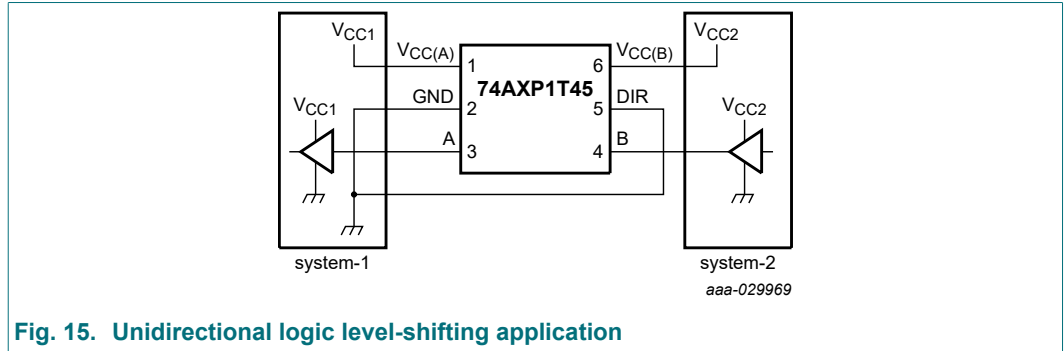 VCC1
VCC2
VCC(A)
VCC(B)
1
6
74AXP1T45
GND
2
5
DIR
VCC1
VCC2
A
3
4
B
system-1
system-2
aaa-029969
Fig. 15. Unidirectional logic level-shifting application